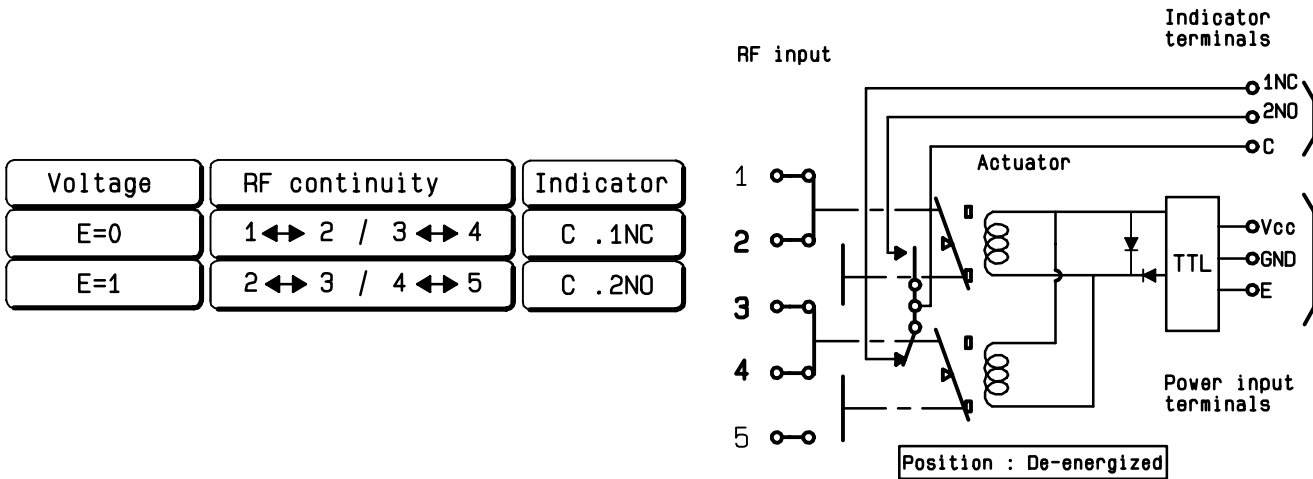 Voltage RF continuity Indicator
E=0 1 ↔ 2 / 3 ↔ 4 C .1NC
E=1 2 ↔ 3 / 4 ↔ 5 C .2NO
Indicator
terminals
RF input
1NC
2NO
C
Actuator
1
2
3
4
5
TTL
Vcc
GND
E
Power input
terminals
Position : De-energized